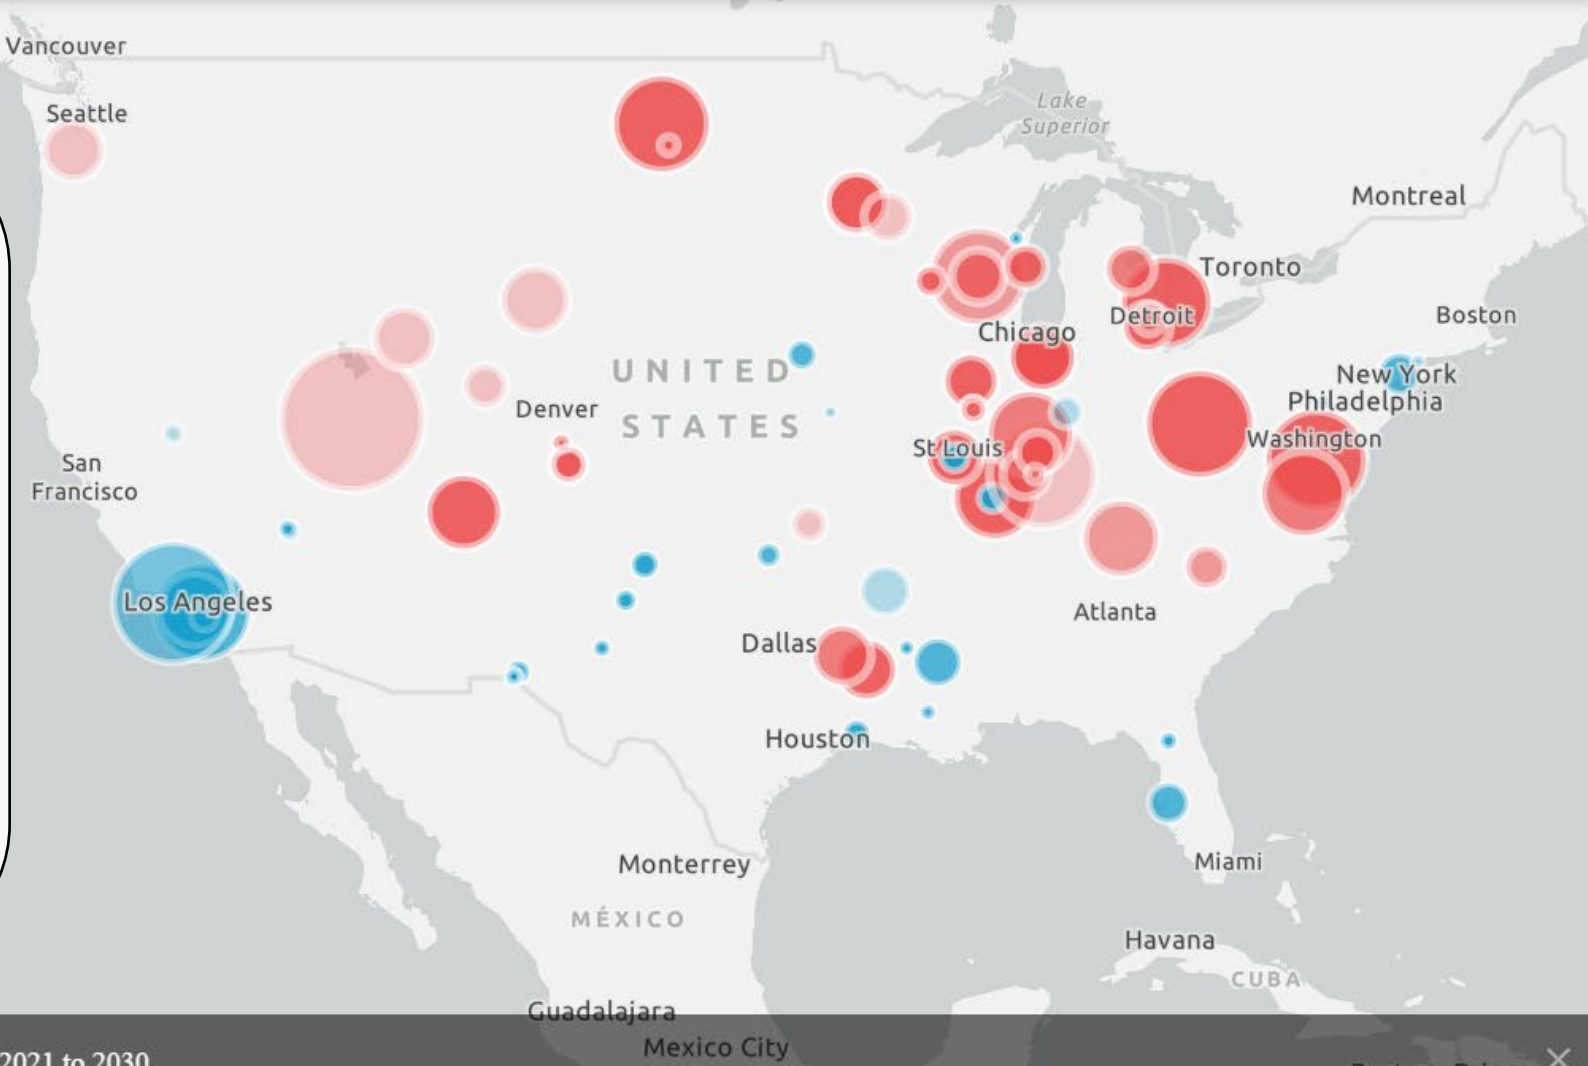 Vancouver
Seattle
Lake
Superior
Montreal
Toronto
Boston
Detroit
Chicago
UNITED
STATES
New York
Philadelphia
Denver
Washington
St Louis
San
Francisco
Los Angeles
Atlanta
Dallas
Houston
Miami
Monterrey
MÉXICO
Havana
CUBA
Guadalajara
Mexico City
2021 to 2030